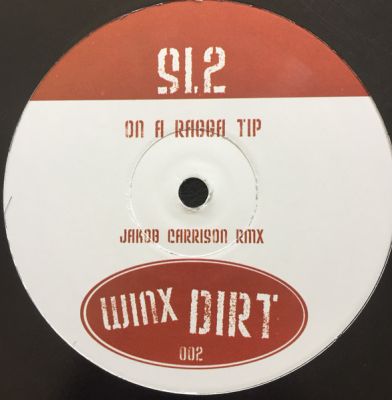 SL2
ON A RAGGA TIP
JAKOB CARRISON RMX
WINX DIRT
002